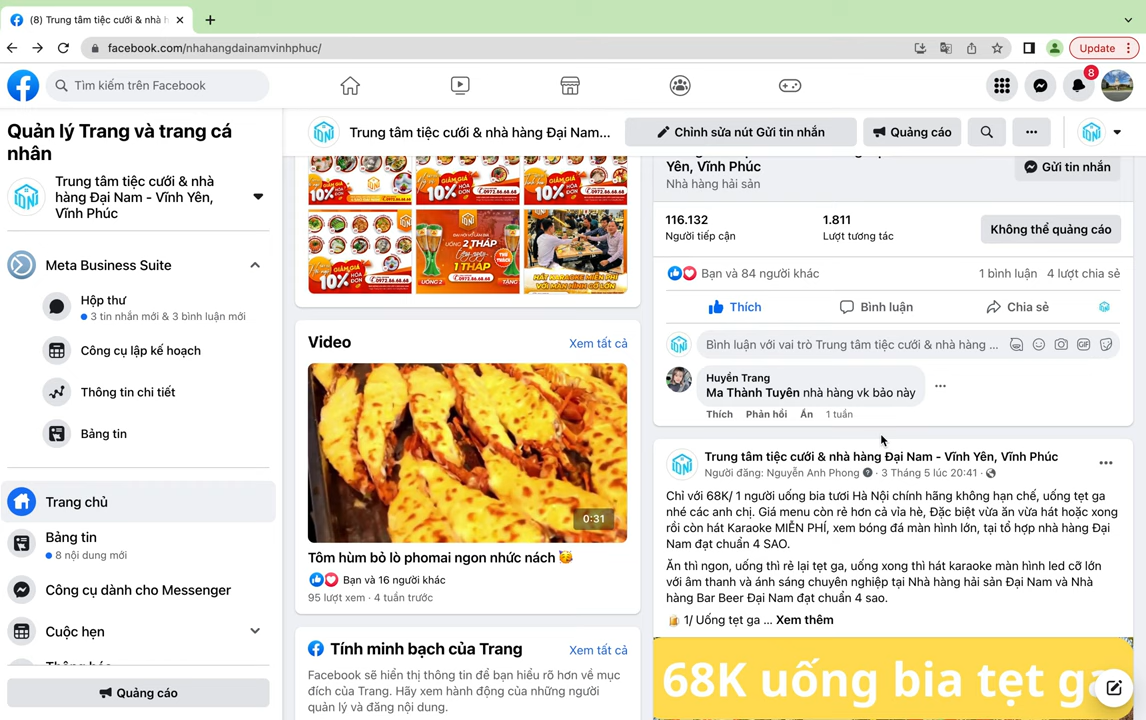 (8) Trung tâm tiệc cưới & nhà h
facebook.com/nhahangdainamvinhphuc/
Update
Tìm kiếm trên Facebook
8
Quản lý Trang và trang cá
nhân
Trung tâm tiệc cưới & nhà
hàng Đại Nam - Vĩnh Yên,
Vĩnh Phúc
Meta Business Suite
Hộp thư
3 tin nhắn mới & 3 bình luận mới
Công cụ lập kế hoạch
Thông tin chi tiết
Bảng tin
Trang chủ
Bảng tin
8 nội dung mới
Công cụ dành cho Messenger
Cuộc hẹn
Quảng cáo
Trung tâm tiệc cưới & nhà hàng Đại Nam...
Chỉnh sửa nút Gửi tin nhắn
Quảng cáo
10%
10%
10%
10%
UỐNG 2 THÁP
HÁT KARAOKE MIỄN PHÍ
VỚI MÀN HÌNH CỠ LỚN
Video
Xem tất cả
0:31
Tôm hùm bỏ lò phomai ngon nhức nách 🥰
Bạn và 16 người khác
95 lượt xem · 4 tuần trước
Tính minh bạch của Trang
Xem tất cả
Facebook sẽ hiển thị thông tin để bạn hiểu rõ hơn về mục
đích của Trang. Hãy xem hành động của những người
quản lý và đăng nội dung.
Yên, Vĩnh Phúc
Nhà hàng hải sản
Gửi tin nhắn
116.132
Người tiếp cận
1.811
Lượt tương tác
Không thể quảng cáo
Bạn và 84 người khác
1 bình luận 4 lượt chia sẻ
Thích
Bình luận
Chia sẻ
Bình luận với vai trò Trung tâm tiệc cưới & nhà hàng ...
Huyền Trang
Ma Thành Tuyên nhà hàng vk bảo này
Thích Phản hồi Ẩn 1 tuần
Trung tâm tiệc cưới & nhà hàng Đại Nam - Vĩnh Yên, Vĩnh Phúc
Người đăng: Nguyễn Anh Phong · 3 Tháng 5 lúc 20:41 ·
Chỉ với 68K/ 1 người uống bia tươi Hà Nội chính hãng không hạn chế, uống tẹt ga
nhé các anh chị. Giá menu còn rẻ hơn cả vỉa hè, Đặc biệt vừa ăn vừa hát hoặc xong
rồi còn hát Karaoke MIỄN PHÍ, xem bóng đá màn hình lớn, tại tổ hợp nhà hàng Đại
Nam đạt chuẩn 4 SAO.
Ăn thì ngon, uống thì rẻ lại tẹt ga, uống xong thì hát karaoke màn hình led cỡ lớn
với âm thanh và ánh sáng chuyên nghiệp tại Nhà hàng hải sản Đại Nam và Nhà
hàng Bar Beer Đại Nam đạt chuẩn 4 sao.
🍺 1/ Uống tẹt ga ... Xem thêm
68K uống bia tẹt ga